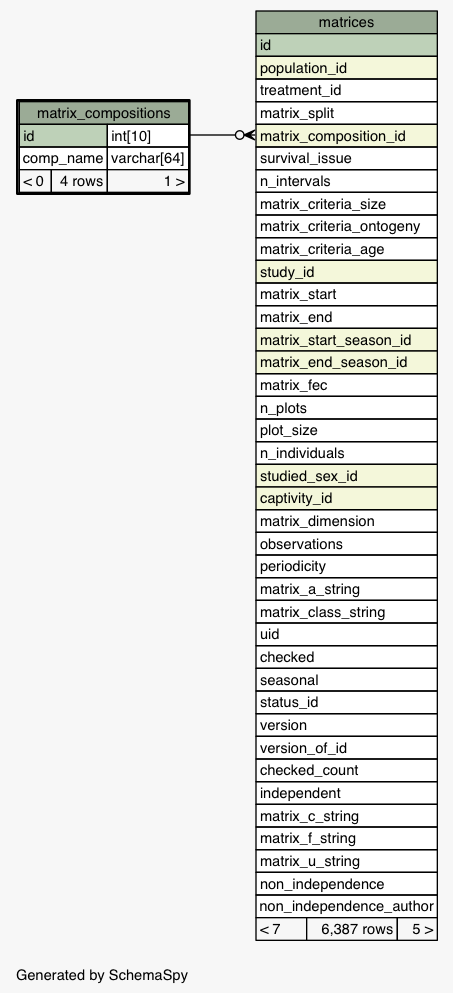 matrix_compositions
id int[10]
comp_name varchar[64]
< 0 4 rows 1 >
matrices
id
population_id
treatment_id
matrix_split
matrix_composition_id
survival_issue
n_intervals
matrix_criteria_size
matrix_criteria_ontogeny
matrix_criteria_age
study_id
matrix_start
matrix_end
matrix_start_season_id
matrix_end_season_id
matrix_fec
n_plots
plot_size
n_individuals
studied_sex_id
captivity_id
matrix_dimension
observations
periodicity
matrix_a_string
matrix_class_string
uid
checked
seasonal
status_id
version
version_of_id
checked_count
independent
matrix_c_string
matrix_f_string
matrix_u_string
non_independence
non_independence_author
< 7 6,387 rows 5 >
Generated by SchemaSpy